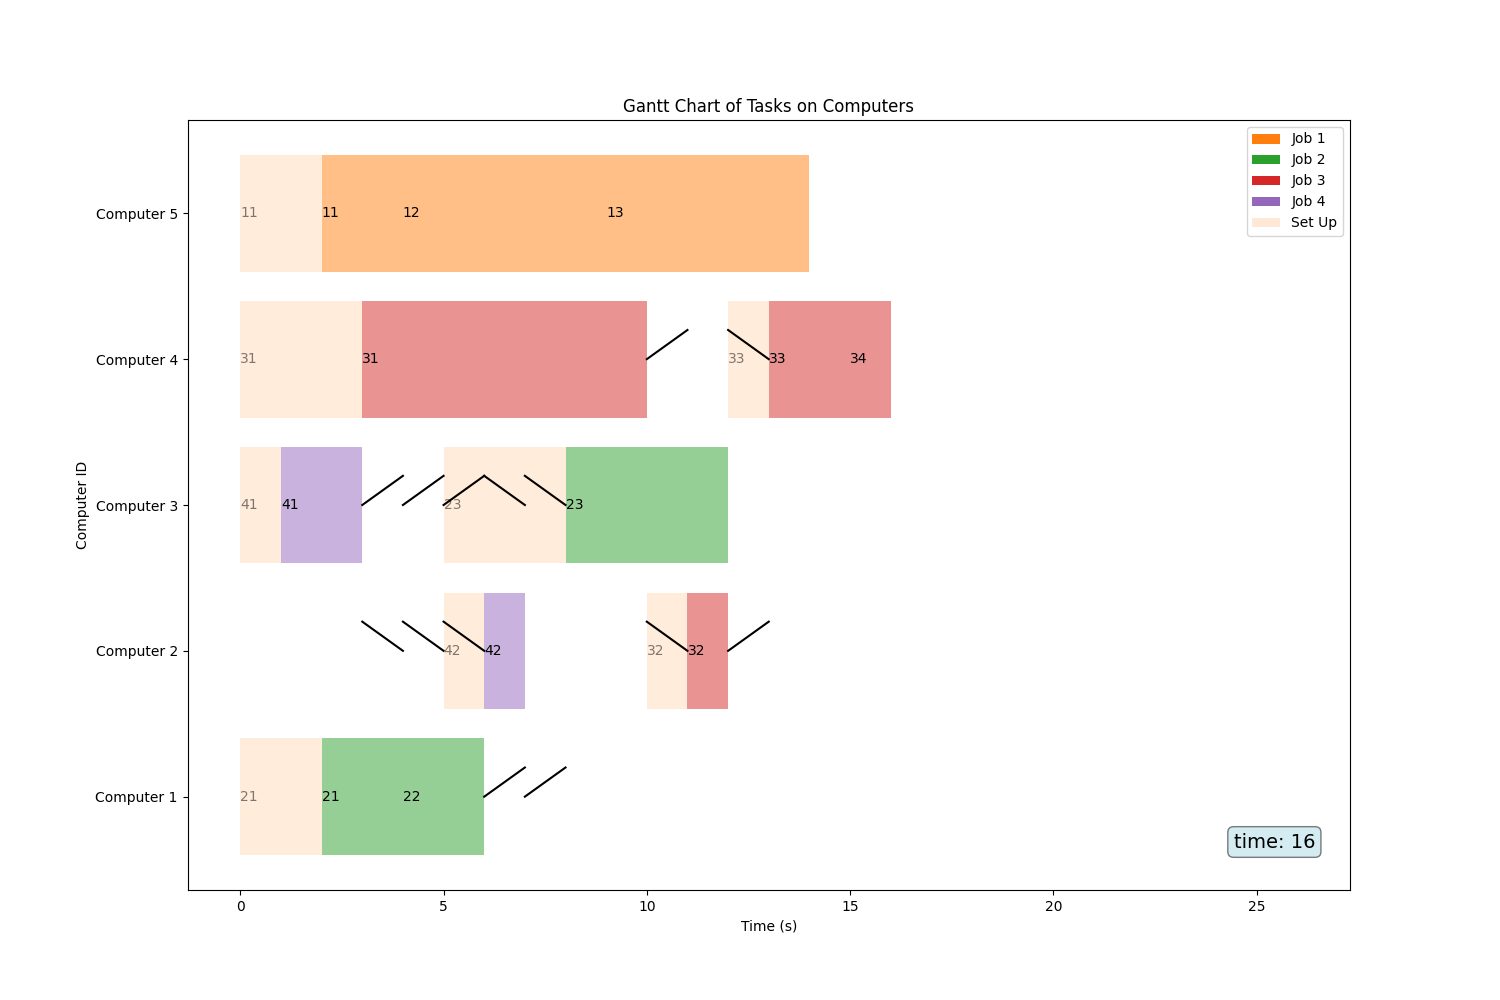 Gantt Chart of Tasks on Computers
Job 1
Job 2
Job 3
Job 4
Set Up
Computer ID
Computer 5
11 11 12 13
Computer 4
31 31 33 33 34
Computer 3
41 41 23 23
Computer 2
42 42 32 32
Computer 1
21 21 22
time: 16
0 5 10 15 20 25
Time (s)